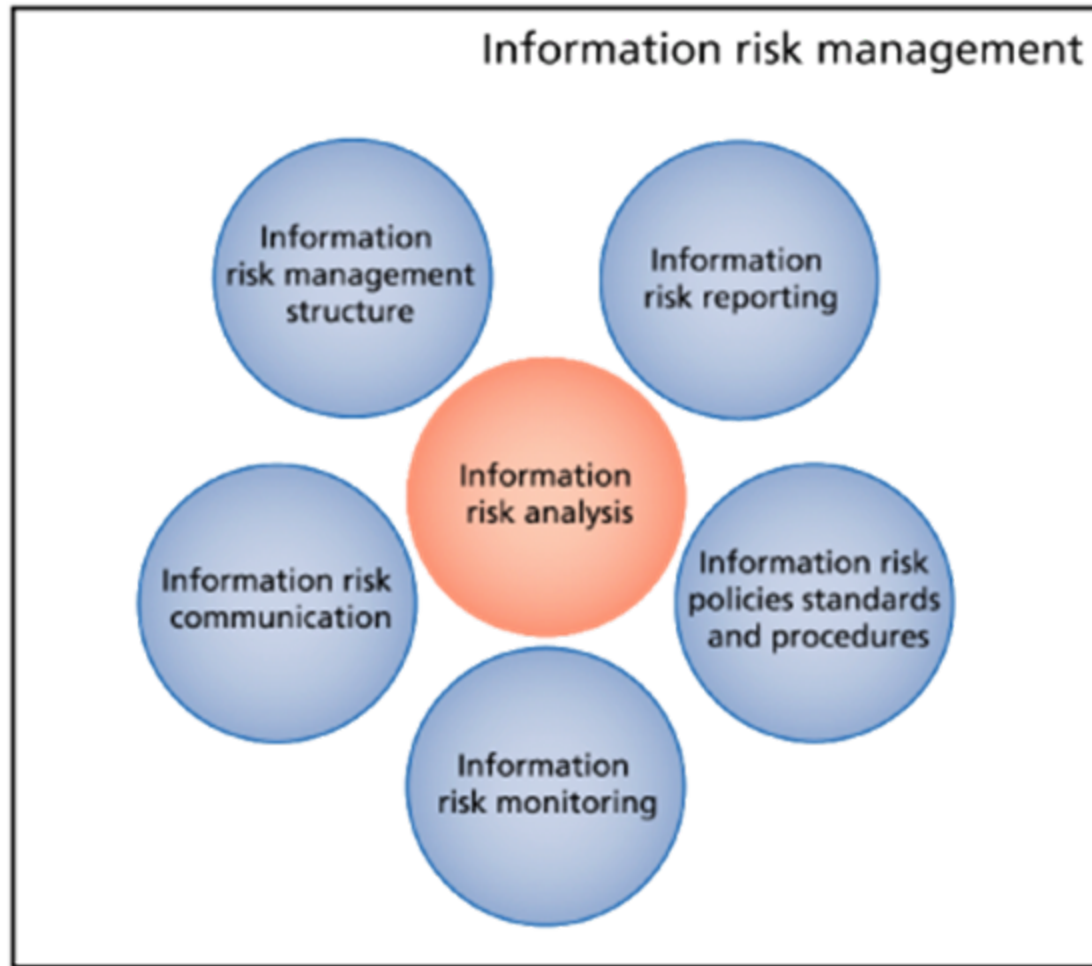 Information risk management
Information
risk management
structure
Information
risk reporting
Information
risk analysis
Information risk
communication
Information risk
policies standards
and procedures
Information
risk monitoring